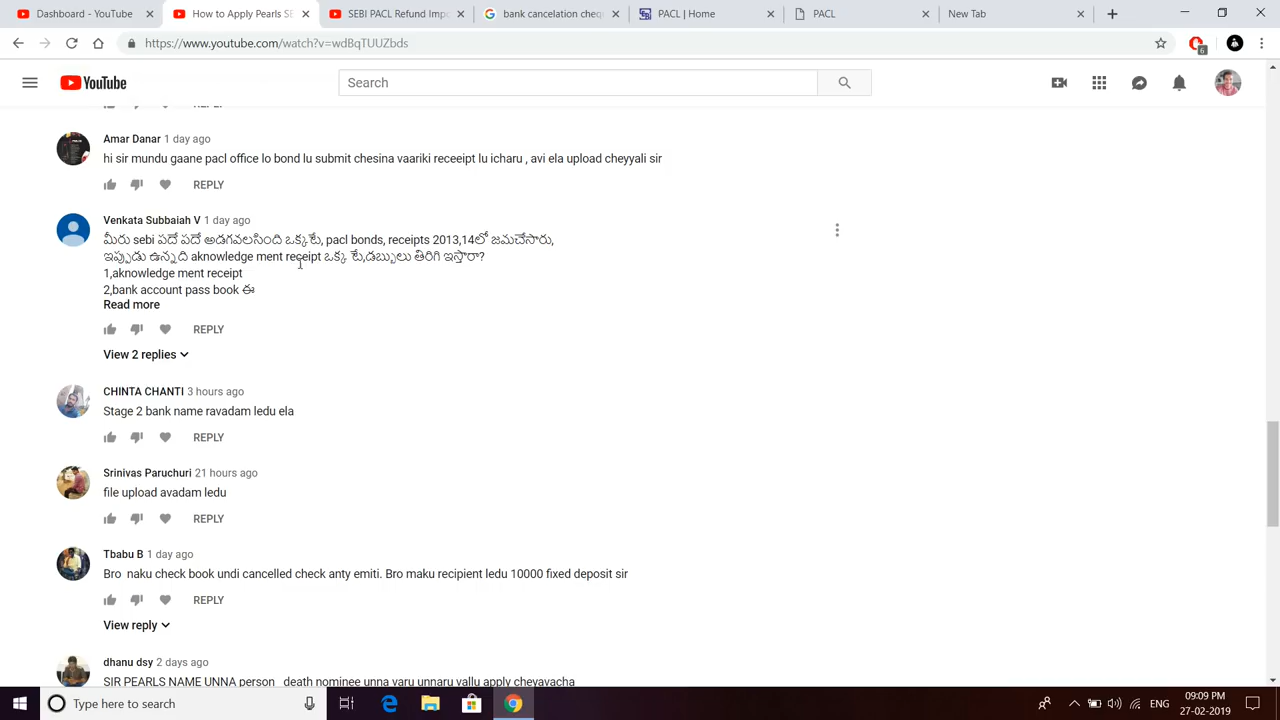 Dashboard - YouTube
How to Apply Pearls SE
SEBI PACL Refund Impo
bank cancelation cheq
PACL | Home
PACL
New Tab
https://www.youtube.com/watch?v=wdBqTUUZbds
6
YouTube
Search
Amar Danar 1 day ago
hi sir mundu gaane pacl office lo bond lu submit chesina vaariki receeipt lu icharu , avi ela upload cheyyali sir
REPLY
Venkata Subbaiah V 1 day ago
మీరు sebi పదే పదే అడగవలసింది ఒక్కటే, pacl bonds, receipts 2013,14లో జమచేసారు,
ఇప్పుడు ఉన్నది aknowledge ment receipt ఒక్క టే,డబ్బులు తిరిగి ఇస్తారా?
1,aknowledge ment receipt
2,bank account pass book ఈ
Read more
REPLY
View 2 replies
CHINTA CHANTI 3 hours ago
Stage 2 bank name ravadam ledu ela
REPLY
Srinivas Paruchuri 21 hours ago
file upload avadam ledu
REPLY
Tbabu B 1 day ago
Bro naku check book undi cancelled check anty emiti. Bro maku recipient ledu 10000 fixed deposit sir
REPLY
View reply
dhanu dsy 2 days ago
SIR PEARLS NAME UNNA person death nominee unna varu unnaru vallu apply cheyavacha
Type here to search
ENG
09:09 PM
27-02-2019